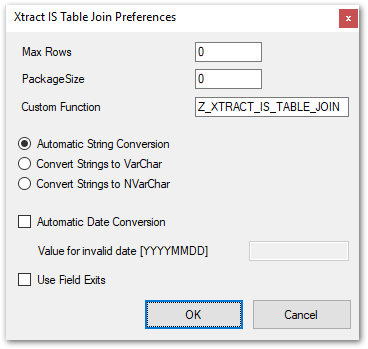 Xtract IS Table Join Preferences
x
Max Rows 0
PackageSize 0
Custom Function Z_XTRACT_IS_TABLE_JOIN
Automatic String Conversion
Convert Strings to VarChar
Convert Strings to NVarChar
Automatic Date Conversion
Value for invalid date [YYYYMMDD]
Use Field Exits
OK Cancel